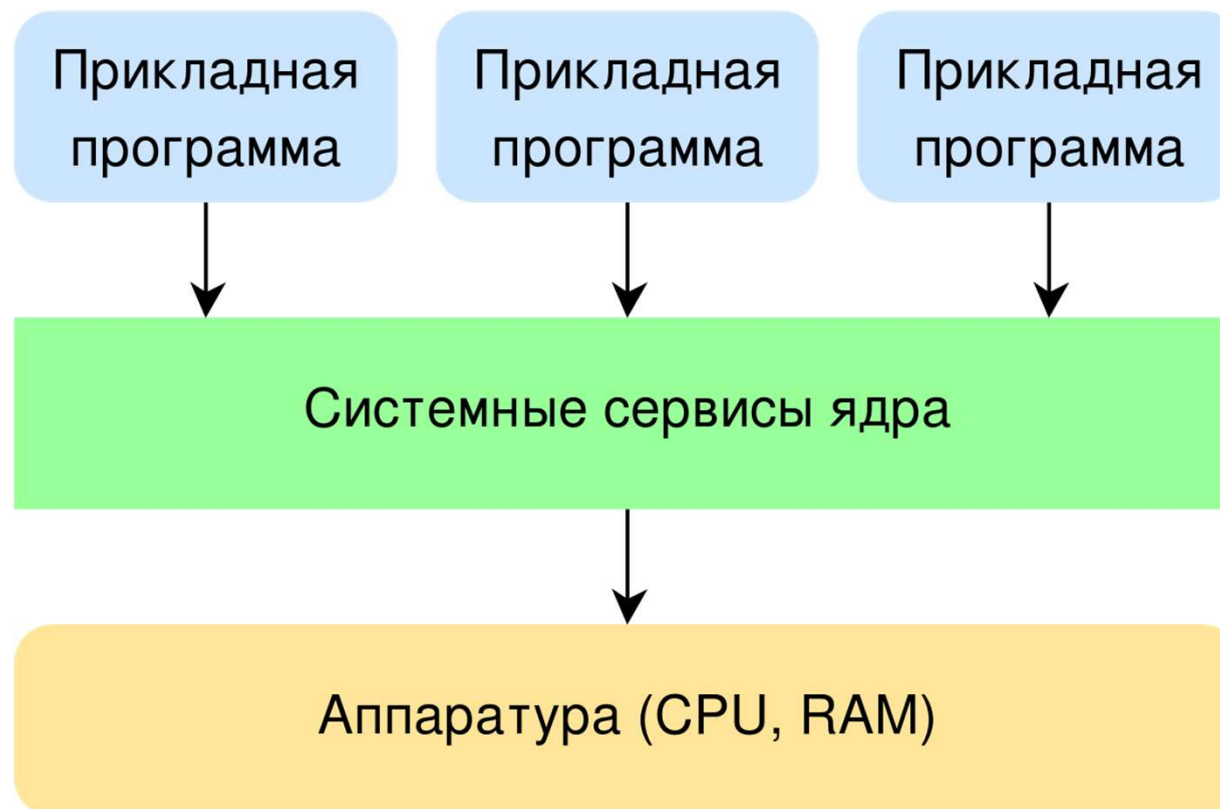 Прикладная
программа
Прикладная
программа
Прикладная
программа
Системные сервисы ядра
Аппаратура (CPU, RAM)